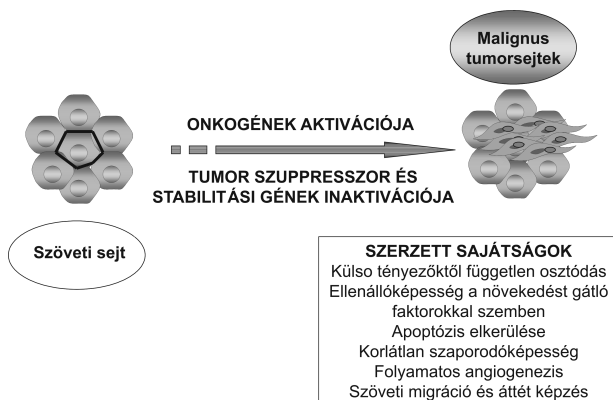 Malignus
tumorsejtek
ONKOGÉNEK AKTIVÁCIÓJA
TUMOR SZUPPRESSZOR ÉS
STABILITÁSI GÉNEK INAKTIVÁCIÓJA
Szöveti sejt
SZERZETT SAJÁTSÁGOK
Külso tényezőktől független osztódás
Ellenállóképesség a növekedést gátló
faktorokkal szemben
Apoptózis elkerülése
Korlátlan szaporodóképesség
Folyamatos angiogenezis
Szöveti migráció és áttét képzés